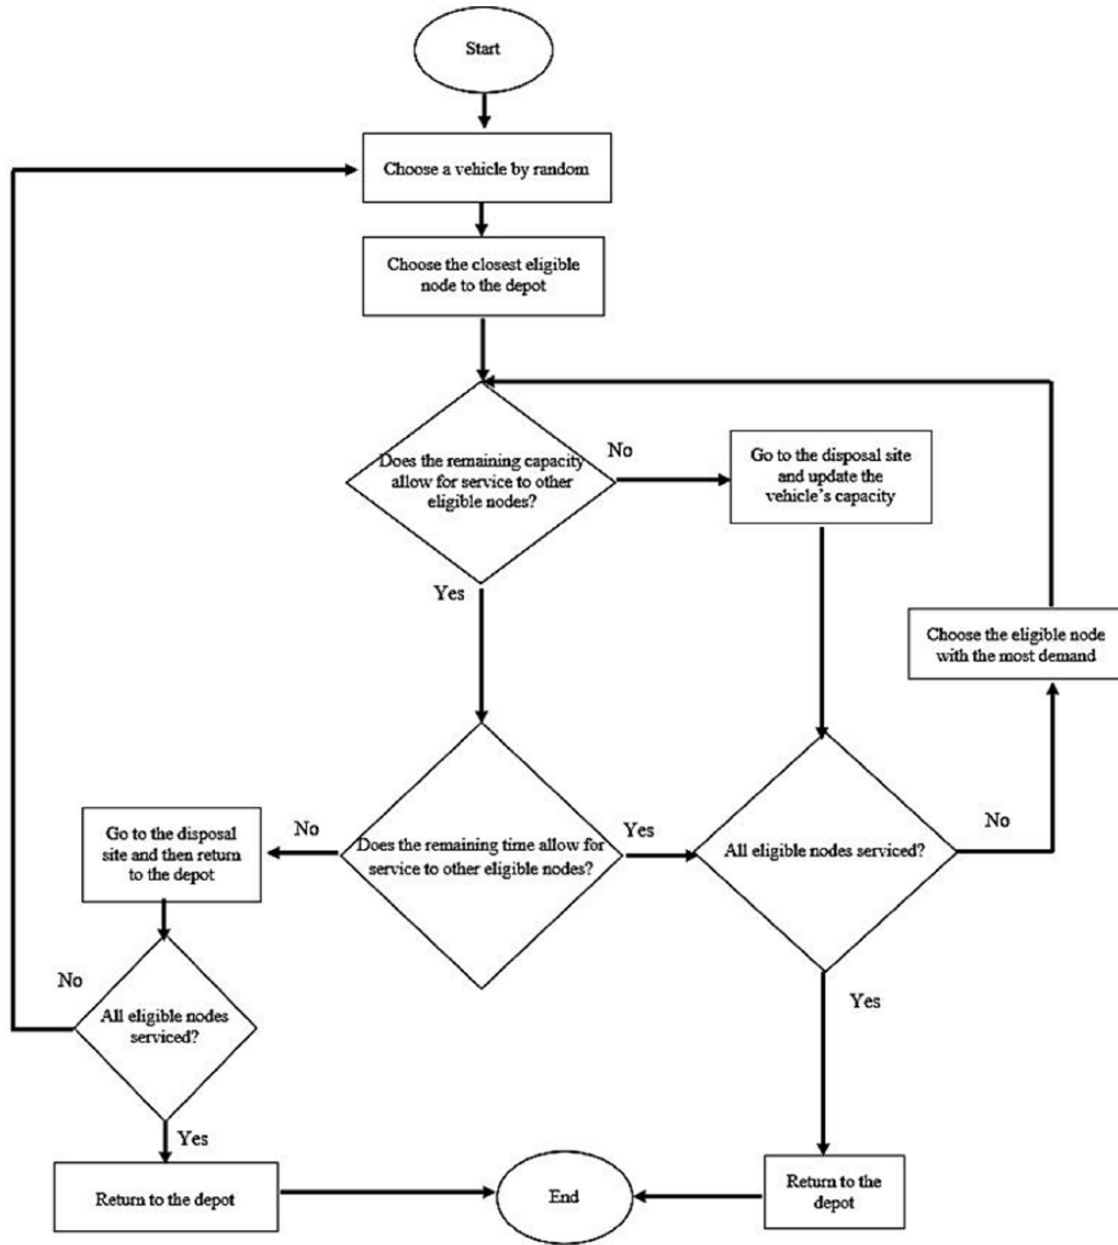 Start
Choose a vehicle by random
Choose the closest eligible
node to the depot
Does the remaining capacity
allow for service to other
eligible nodes?
No
Go to the disposal site
and update the
vehicle's capacity
Yes
Choose the eligible node
with the most demand
Go to the disposal
site and then return
to the depot
No
Does the remaining time allow for
service to other eligible nodes?
Yes
All eligible nodes serviced?
No
No
All eligible nodes
serviced?
Yes
Yes
Return to the depot
End
Return to the
depot